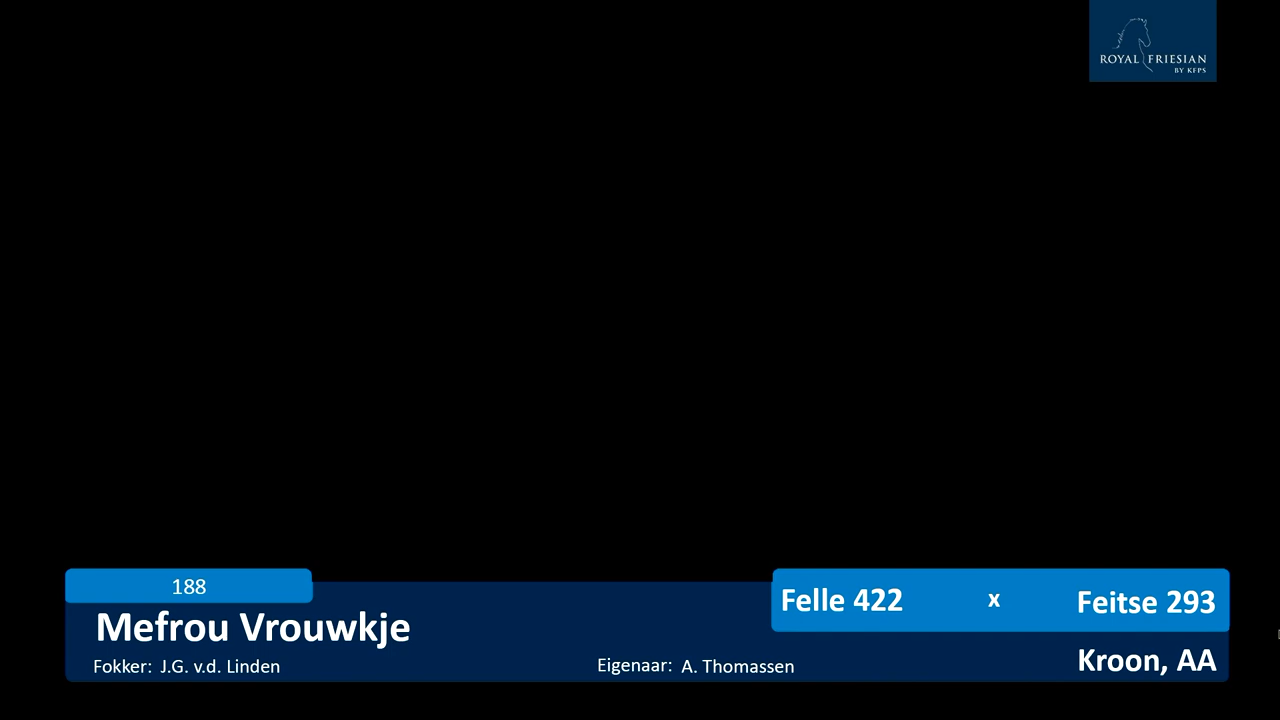 ROYAL FRIESIAN
BY KFPS
188
Felle 422 x Feitse 293
Mefrou Vrouwkje
Fokker: J.G. v.d. Linden Eigenaar: A. Thomassen Kroon, AA